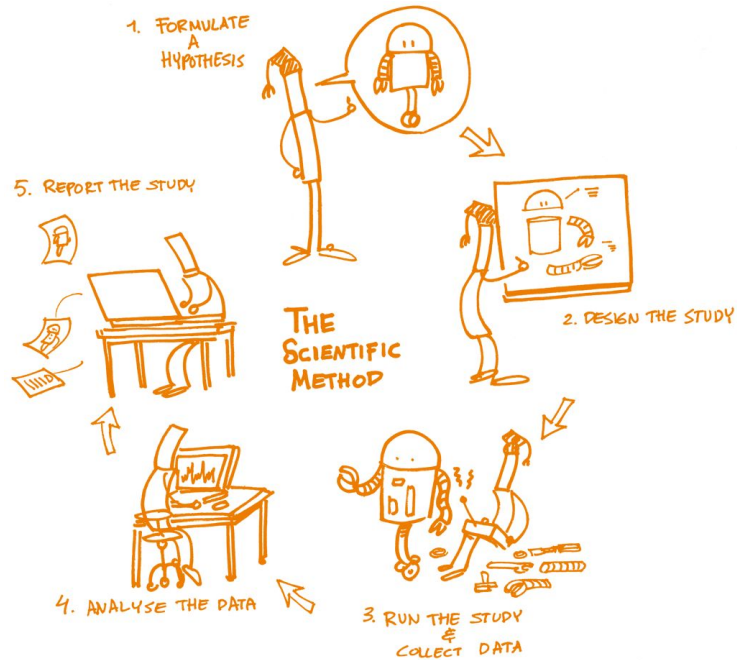 1. FORMULATE
A
HYPOTHESIS
2. DESIGN THE STUDY
3. RUN THE STUDY
&
COLLECT DATA
4. ANALYSE THE DATA
5. REPORT THE STUDY
THE
SCIENTIFIC
METHOD